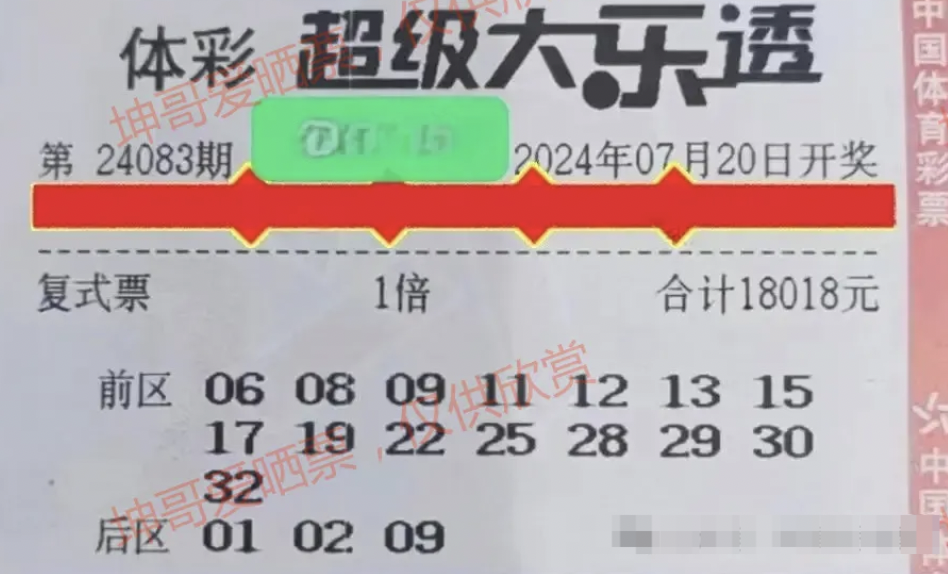 体彩 超级大乐透
第 24083期 2024年07月20日开奖
复式票 1倍 合计18018元
前区 06 08 09 11 12 13 15
17 19 22 25 28 29 30
32
后区 01 02 09
坤哥爱晒票，仅供欣赏
坤哥爱晒票，仅供欣赏
中国体育彩票
中国